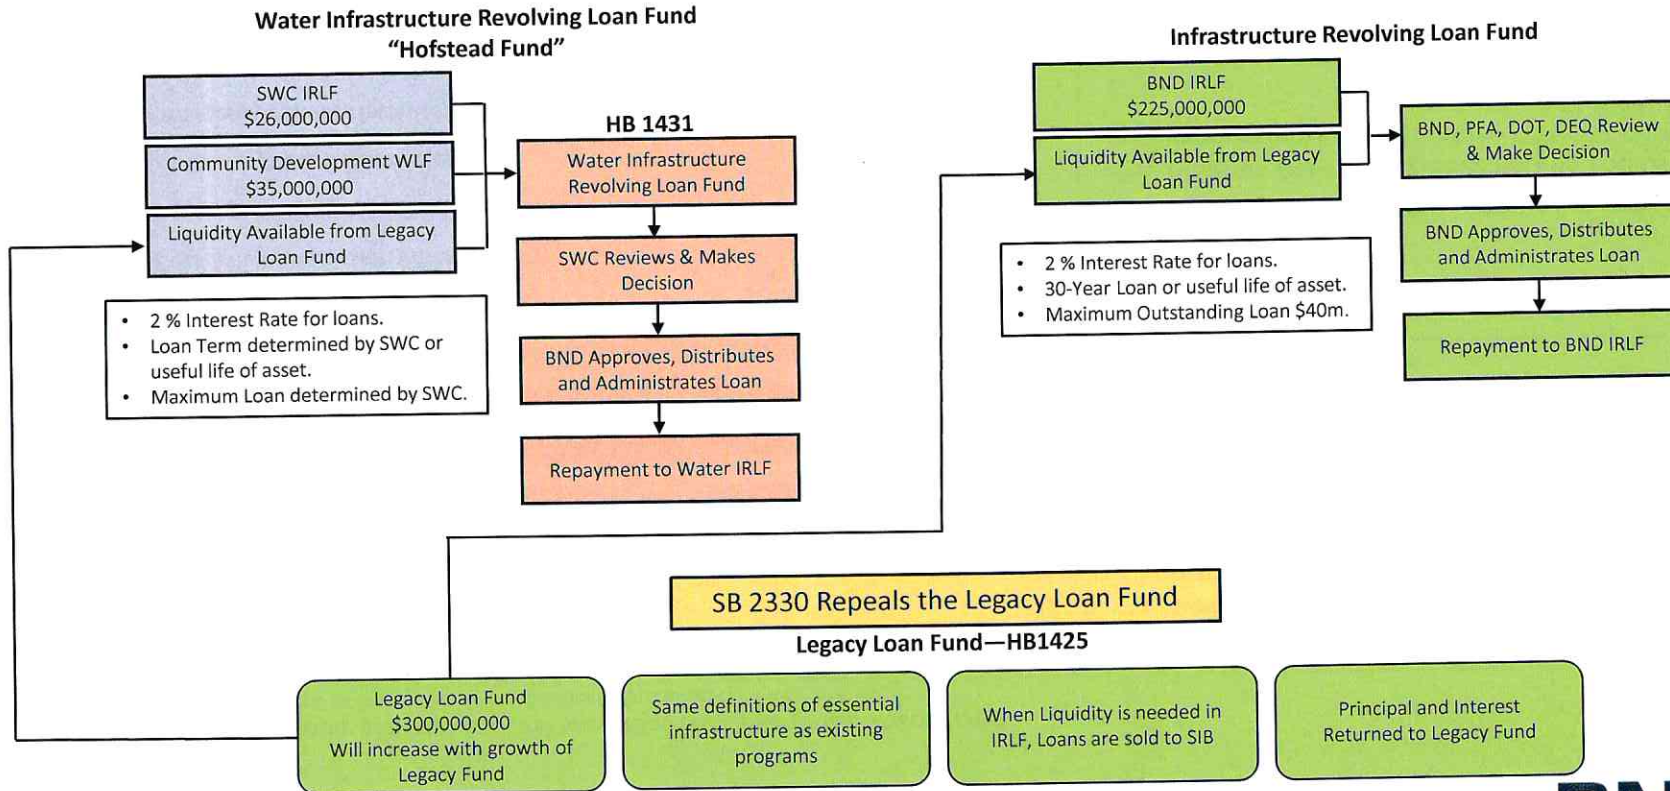 Water Infrastructure Revolving Loan Fund
“Hofstead Fund”
SWC IRLF
$26,000,000
Community Development WLF
$35,000,000
Liquidity Available from Legacy
Loan Fund
• 2 % Interest Rate for loans.
• Loan Term determined by SWC or
useful life of asset.
• Maximum Loan determined by SWC.
HB 1431
Water Infrastructure
Revolving Loan Fund
SWC Reviews & Makes
Decision
BND Approves, Distributes
and Administrates Loan
Repayment to Water IRLF
Infrastructure Revolving Loan Fund
BND IRLF
$225,000,000
Liquidity Available from Legacy
Loan Fund
• 2 % Interest Rate for loans.
• 30-Year Loan or useful life of asset.
• Maximum Outstanding Loan $40m.
BND, PFA, DOT, DEQ Review
& Make Decision
BND Approves, Distributes
and Administrates Loan
Repayment to BND IRLF
SB 2330 Repeals the Legacy Loan Fund
Legacy Loan Fund—HB1425
Legacy Loan Fund
$300,000,000
Will increase with growth of
Legacy Fund
Same definitions of essential
infrastructure as existing
programs
When Liquidity is needed in
IRLF, Loans are sold to SIB
Principal and Interest
Returned to Legacy Fund